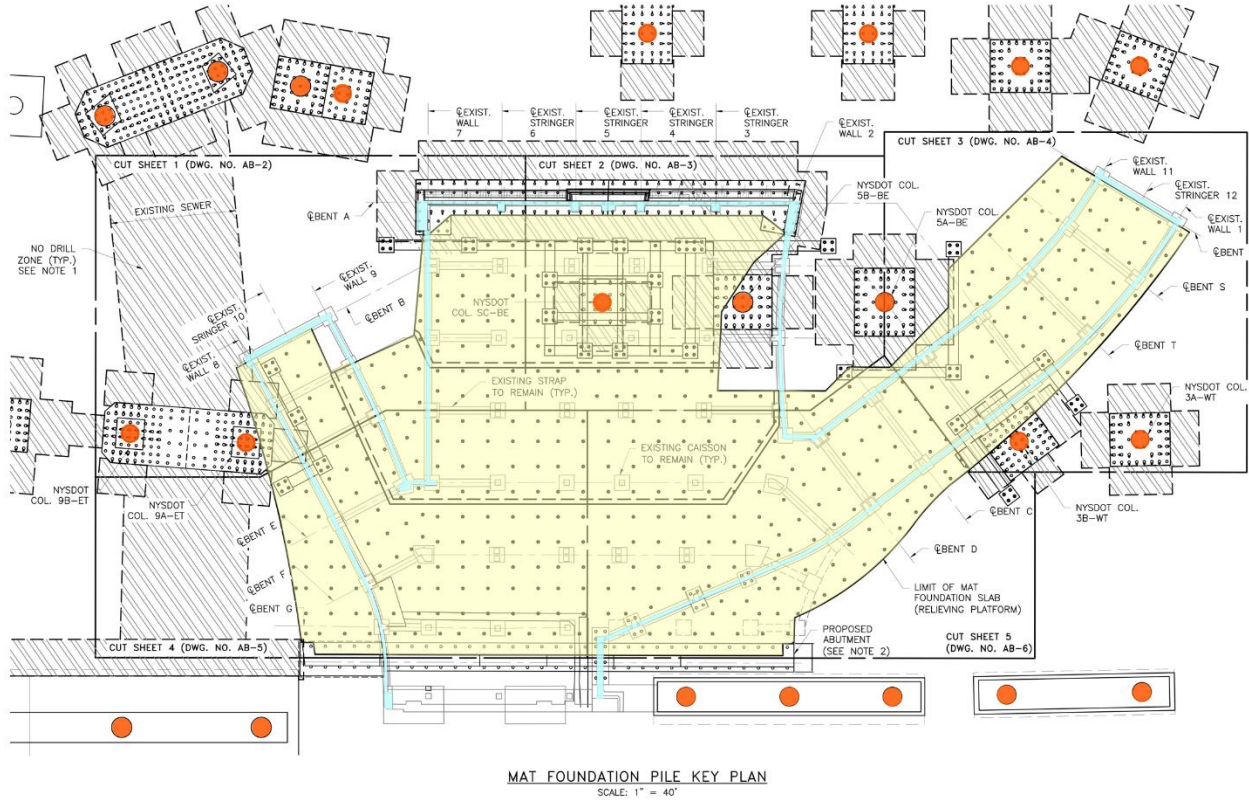 ℄EXIST.
WALL
7
℄EXIST.
STRINGER
6
℄EXIST.
STRINGER
5
℄EXIST.
STRINGER
4
℄EXIST.
STRINGER
3
℄EXIST.
WALL 2
CUT SHEET 1 (DWG. NO. AB-2)
CUT SHEET 2 (DWG. NO. AB-3)
CUT SHEET 3 (DWG. NO. AB-4)
℄EXIST.
WALL 11
℄EXIST.
STRINGER 12
℄EXIST.
WALL 1
℄BENT
℄BENT S
℄BENT T
EXISTING SEWER
℄BENT A
NYSDOT COL.
5B-BE
NYSDOT COL.
5A-BE
NO DRILL
ZONE (TYP.)
SEE NOTE 1
℄EXIST.
WALL 9
℄BENT B
℄EXIST.
SRINGER 10
℄EXIST.
WALL 8
NYSDOT
COL. SC-BE
EXISTING STRAP
TO REMAIN (TYP.)
NYSDOT COL.
3A-WT
EXISTING CAISSON
TO REMAIN (TYP.)
NYSDOT
COL. 9B-ET
NYSDOT
COL. 9A-ET
NYSDOT COL.
3B-WT
℄BENT C
℄BENT D
℄BENT E
℄BENT F
℄BENT G
LIMIT OF MAT
FOUNDATION SLAB
(RELIEVING PLATFORM)
PROPOSED
ABUTMENT
(SEE NOTE 2)
CUT SHEET 4 (DWG. NO. AB-5)
CUT SHEET 5
(DWG. NO. AB-6)
MAT FOUNDATION PILE KEY PLAN
SCALE: 1" = 40'